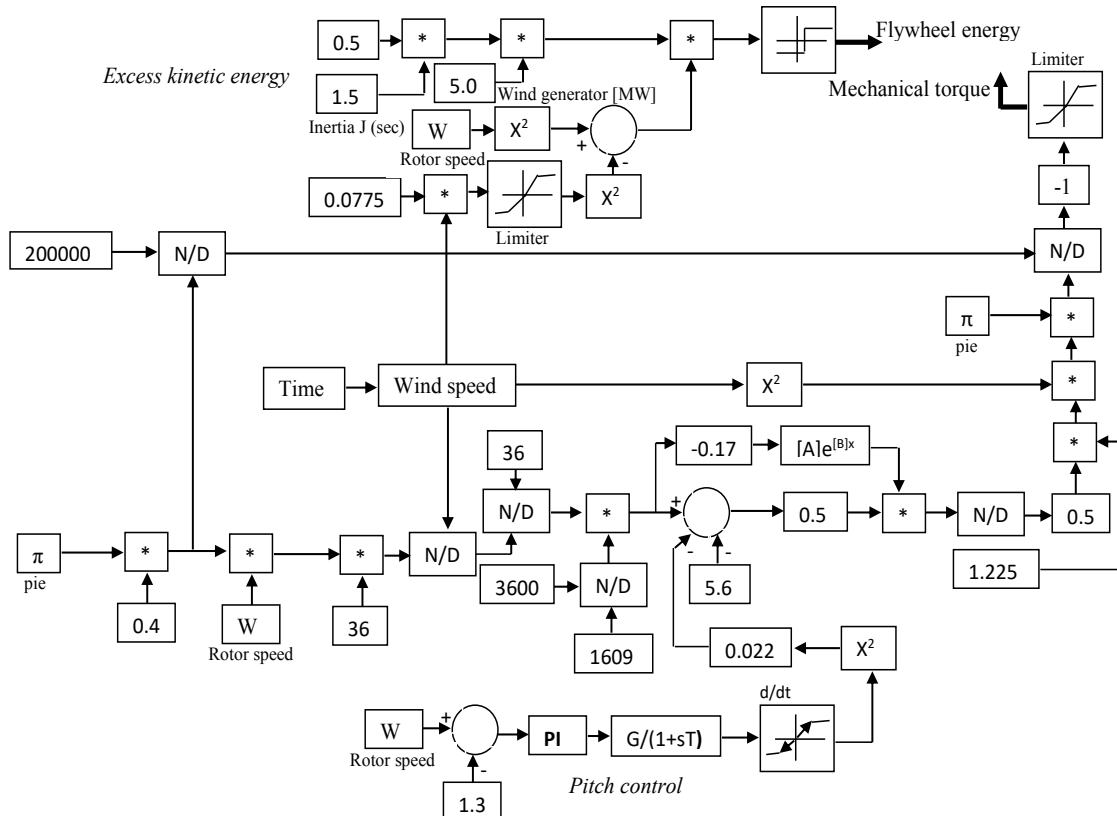 0.5
*
*
*
Flywheel energy
Excess kinetic energy
1.5
5.0
Inertia J (sec)
Wind generator [MW]
Limiter
Mechanical torque
W
X²
+
-
Rotor speed
0.0775
*
X²
Limiter
-1
200000
N/D
N/D
π
*
pie
Time
Wind speed
X²
*
36
-0.17
[A]e^[B]x
*
N/D
*
+
-
-
0.5
*
N/D
0.5
π
pie
*
*
*
N/D
3600
N/D
5.6
1.225
0.4
W
36
Rotor speed
1609
0.022
X²
d/dt
W
+
-
PI
G/(1+sT)
Rotor speed
1.3
Pitch control